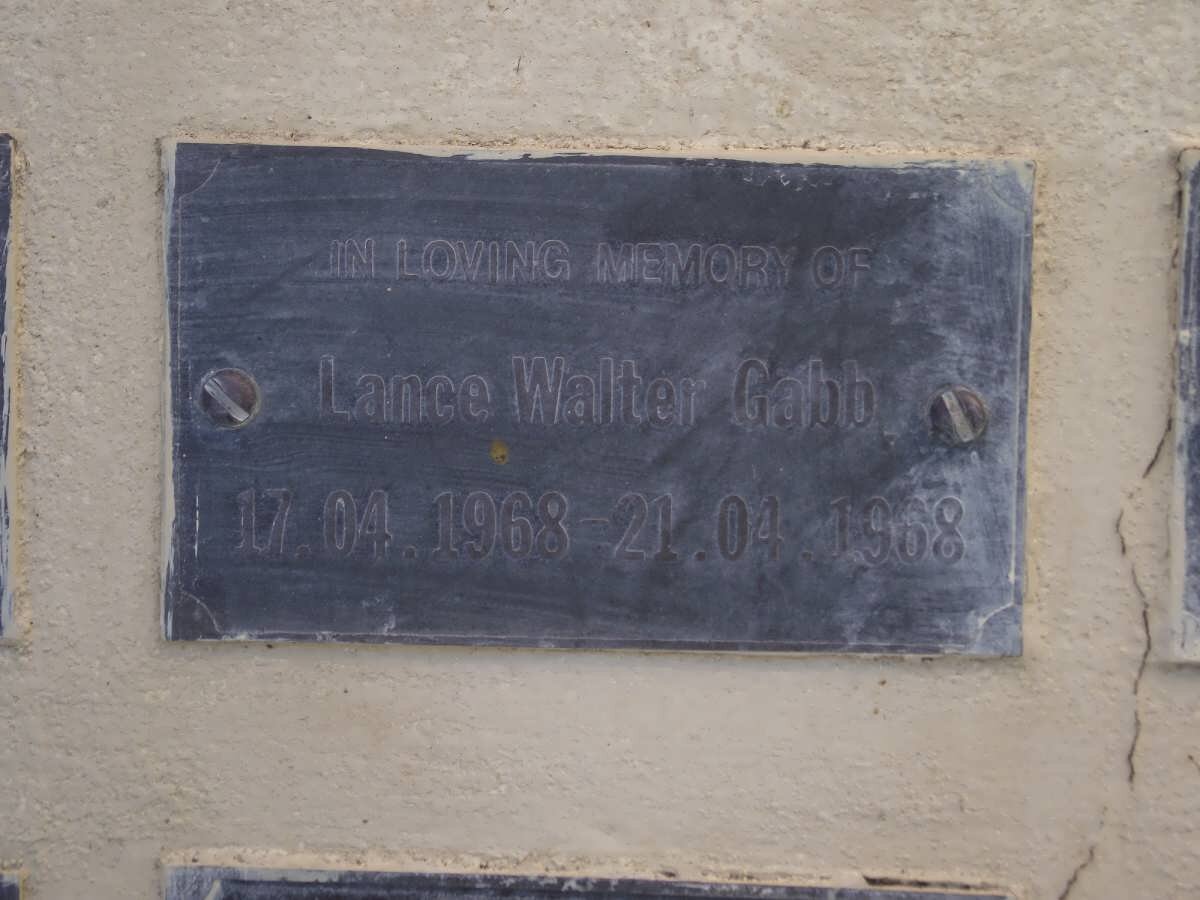 IN LOVING MEMORY OF
Lance Walter Gabb
17.04.1968-21.04.1968